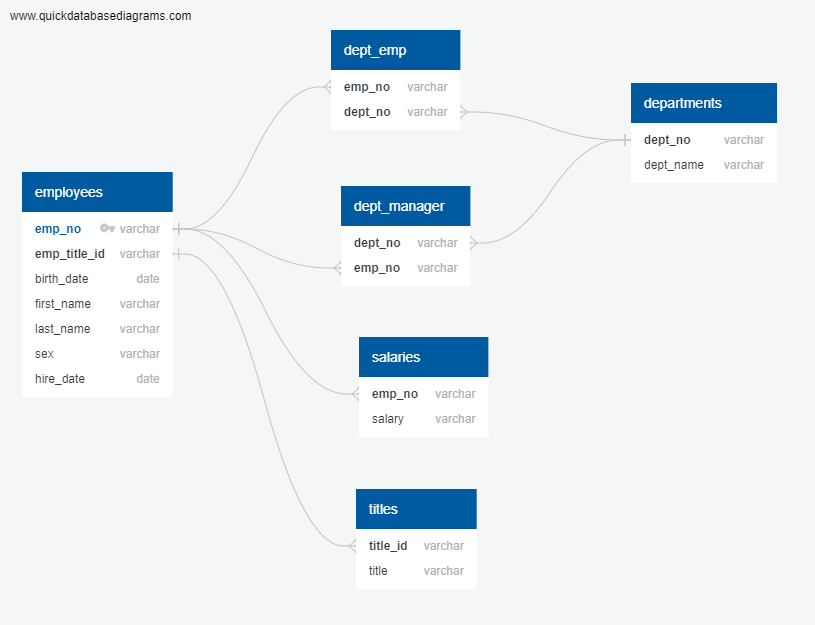 www.quickdatabasediagrams.com
dept_emp
emp_no varchar
dept_no varchar
departments
dept_no varchar
dept_name varchar
employees
emp_no varchar
emp_title_id varchar
birth_date date
first_name varchar
last_name varchar
sex varchar
hire_date date
dept_manager
dept_no varchar
emp_no varchar
salaries
emp_no varchar
salary varchar
titles
title_id varchar
title varchar